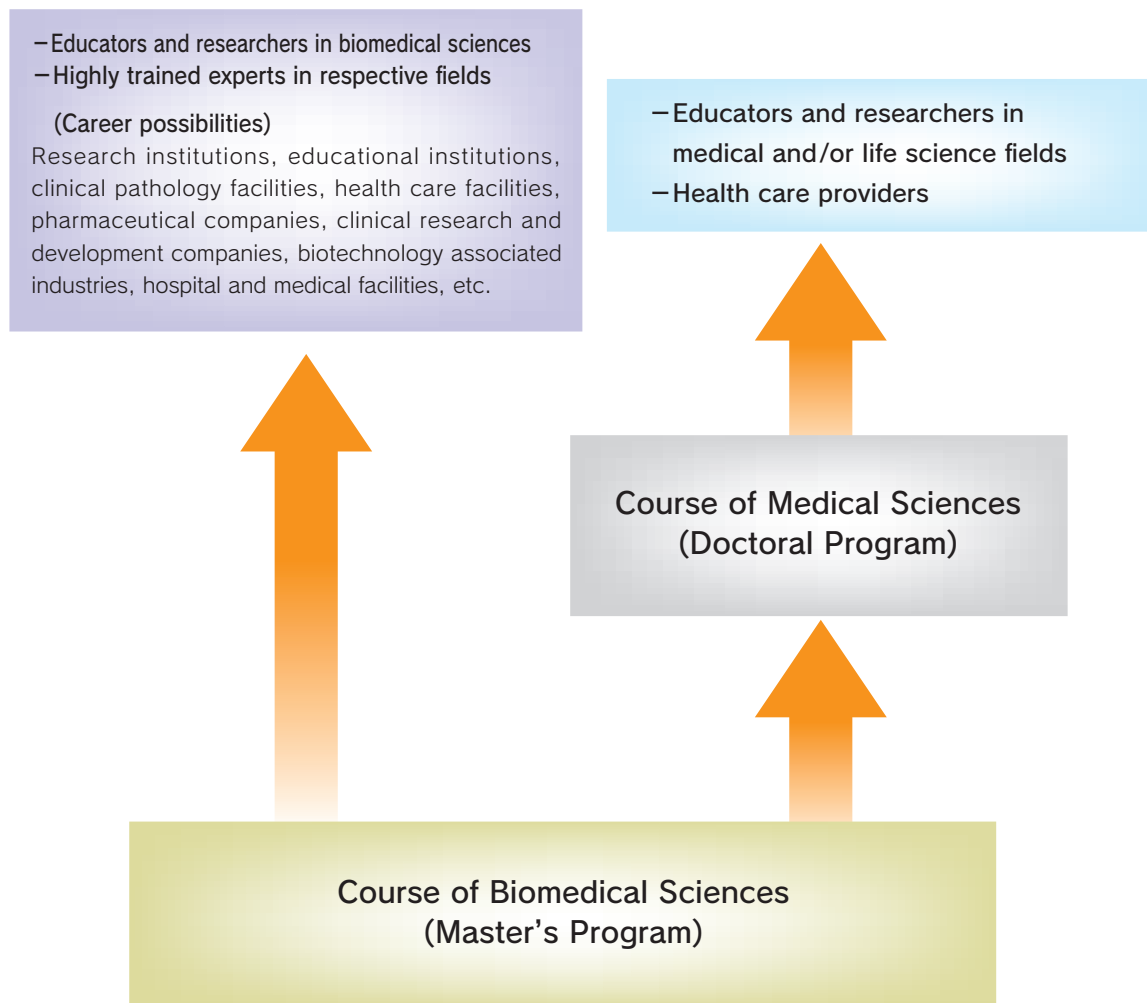 –Educators and researchers in biomedical sciences
–Highly trained experts in respective fields
(Career possibilities)
Research institutions, educational institutions,
clinical pathology facilities, health care facilities,
pharmaceutical companies, clinical research and
development companies, biotechnology associated
industries, hospital and medical facilities, etc.
–Educators and researchers in
medical and/or life science fields
–Health care providers
Course of Medical Sciences
(Doctoral Program)
Course of Biomedical Sciences
(Master's Program)